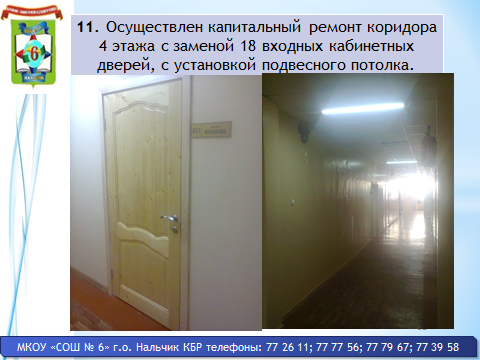 11. Осуществлен капитальный ремонт коридора
4 этажа с заменой 18 входных кабинетных
дверей, с установкой подвесного потолка.
6
МКОУ «СОШ № 6» г.о. Нальчик КБР телефоны: 77 26 11; 77 77 56; 77 79 67; 77 39 58